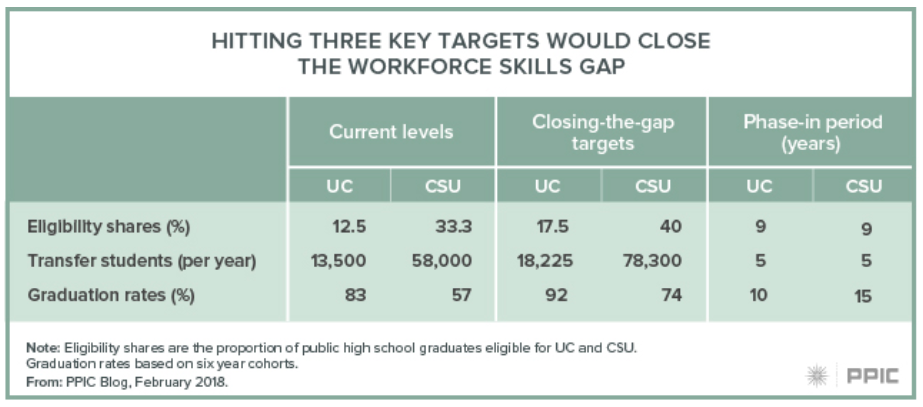 HITTING THREE KEY TARGETS WOULD CLOSE
THE WORKFORCE SKILLS GAP
Current levels Closing-the-gap targets Phase-in period (years)
UC CSU UC CSU UC CSU
Eligibility shares (%) 12.5 33.3 17.5 40 9 9
Transfer students (per year) 13,500 58,000 18,225 78,300 5 5
Graduation rates (%) 83 57 92 74 10 15
Note: Eligibility shares are the proportion of public high school graduates eligible for UC and CSU.
Graduation rates based on six year cohorts.
From: PPIC Blog, February 2018.
PPIC